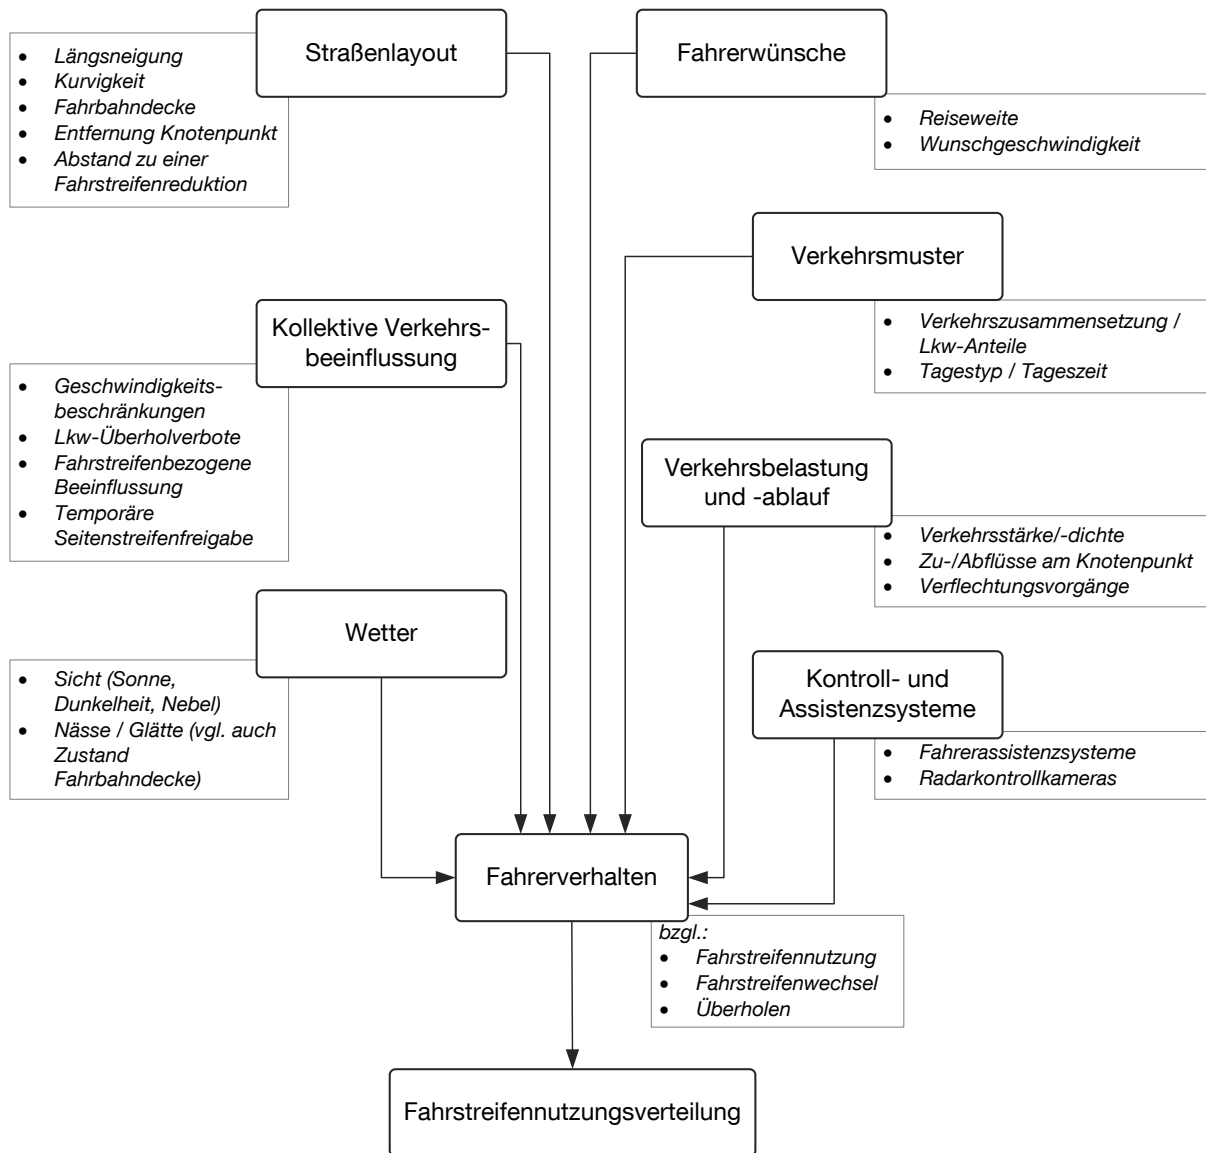 Straßenlayout
• Längsneigung
• Kurvigkeit
• Fahrbahndecke
• Entfernung Knotenpunkt
• Abstand zu einer
Fahrstreifenreduktion
Fahrerwünsche
• Reiseweite
• Wunschgeschwindigkeit
Verkehrsmuster
• Verkehrszusammensetzung /
Lkw-Anteile
• Tagestyp / Tageszeit
Kollektive Verkehrs-
beeinflussung
• Geschwindigkeits-
beschränkungen
• Lkw-Überholverbote
• Fahrstreifenbezogene
Beeinflussung
• Temporäre
Seitenstreifenfreigabe
Verkehrsbelastung
und -ablauf
• Verkehrsstärke/-dichte
• Zu-/Abflüsse am Knotenpunkt
• Verflechtungsvorgänge
Wetter
• Sicht (Sonne,
Dunkelheit, Nebel)
• Nässe / Glätte (vgl. auch
Zustand
Fahrbahndecke)
Kontroll- und
Assistenzsysteme
• Fahrerassistenzsysteme
• Radarkontrollkameras
Fahrerverhalten
bzgl.:
• Fahrstreifennutzung
• Fahrstreifenwechsel
• Überholen
Fahrstreifennutzungsverteilung